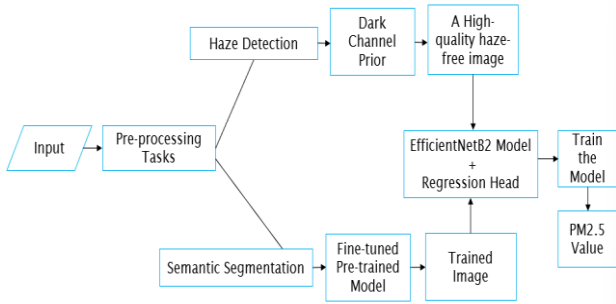 Haze Detection
Dark
Channel
Prior
A High-
quality haze-
free image
Input
Pre-processing
Tasks
EfficientNetB2 Model
+
Regression Head
Train
the
Model
PM2.5
Value
Semantic Segmentation
Fine-tuned
Pre-trained
Model
Trained
Image